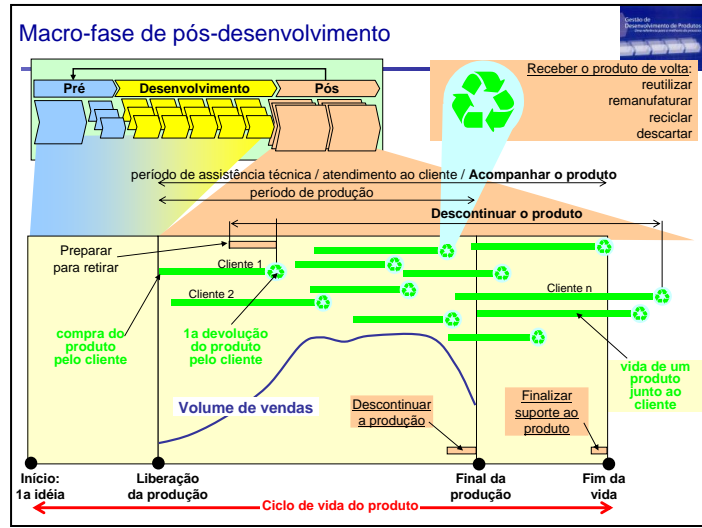 Macro-fase de pós-desenvolvimento
Gestão de
Desenvolvimento de Produtos
Pré
Desenvolvimento
Pós
Receber o produto de volta:
reutilizar
remanufaturar
reciclar
descartar
período de assistência técnica / atendimento ao cliente / Acompanhar o produto
período de produção
Descontinuar o produto
Preparar
para retirar
Cliente 1
Cliente 2
Cliente n
compra do
produto
pelo cliente
1a devolução
do produto
pelo cliente
vida de um
produto
junto ao
cliente
Volume de vendas
Descontinuar
a produção
Finalizar
suporte ao
produto
Início:
1a idéia
Liberação
da produção
Final da
produção
Fim da
vida
Ciclo de vida do produto